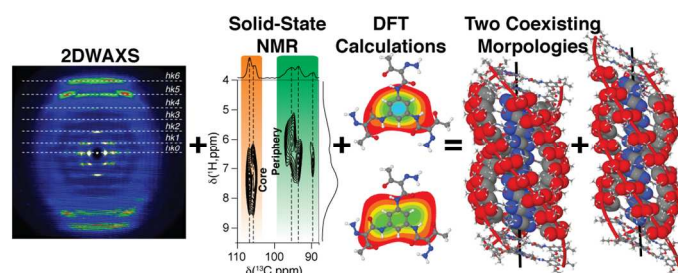 2DWAXS
Solid-State
NMR
DFT
Calculations
Two Coexisting
Morpologies
hk6
hk5
hk4
hk3
hk2
hk1
hk0
+
δ(¹H,ppm)
4
5
6
7
8
9
Core
Periphery
110 100 90
δ(¹³C,ppm)
+
=
+